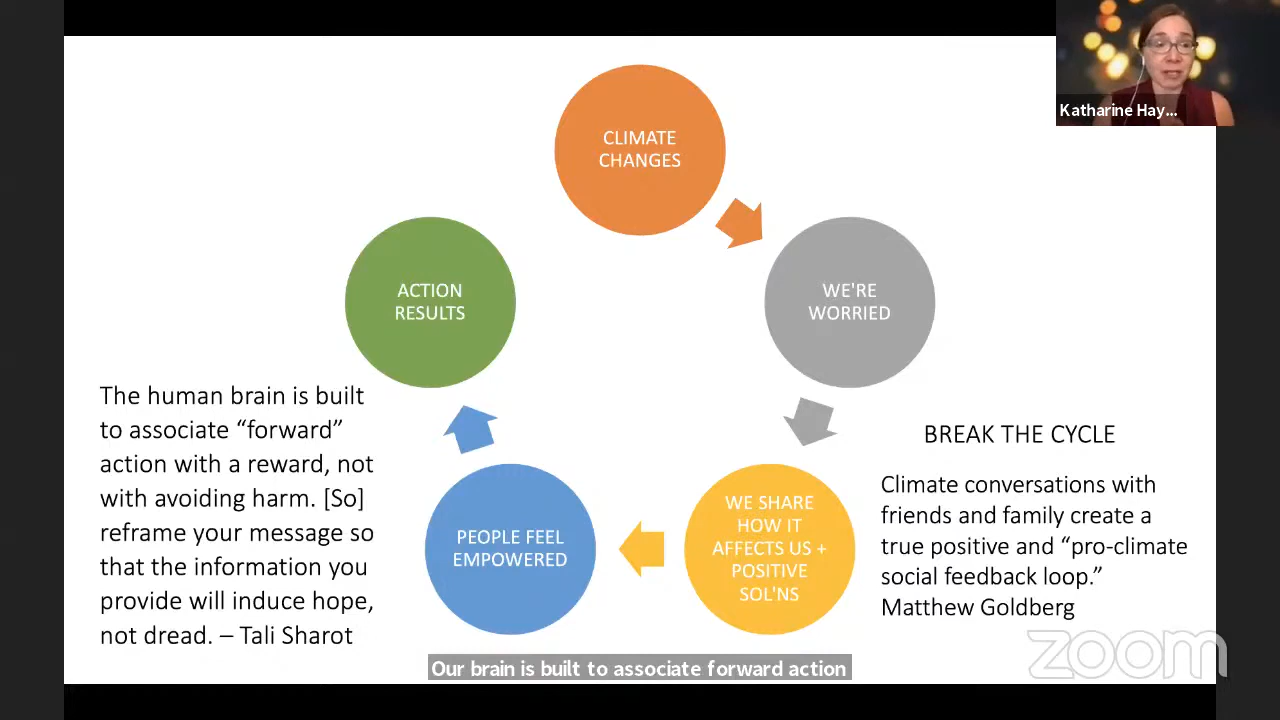 Katharine Hay...
CLIMATE
CHANGES
ACTION
RESULTS
WE'RE
WORRIED
The human brain is built
to associate “forward”
action with a reward, not
with avoiding harm. [So]
reframe your message so
that the information you
provide will induce hope,
not dread. – Tali Sharot
PEOPLE FEEL
EMPOWERED
WE SHARE
HOW IT
AFFECTS US +
POSITIVE
SOL'NS
BREAK THE CYCLE
Climate conversations with
friends and family create a
true positive and “pro-climate
social feedback loop.”
Matthew Goldberg
zoom
Our brain is built to associate forward action